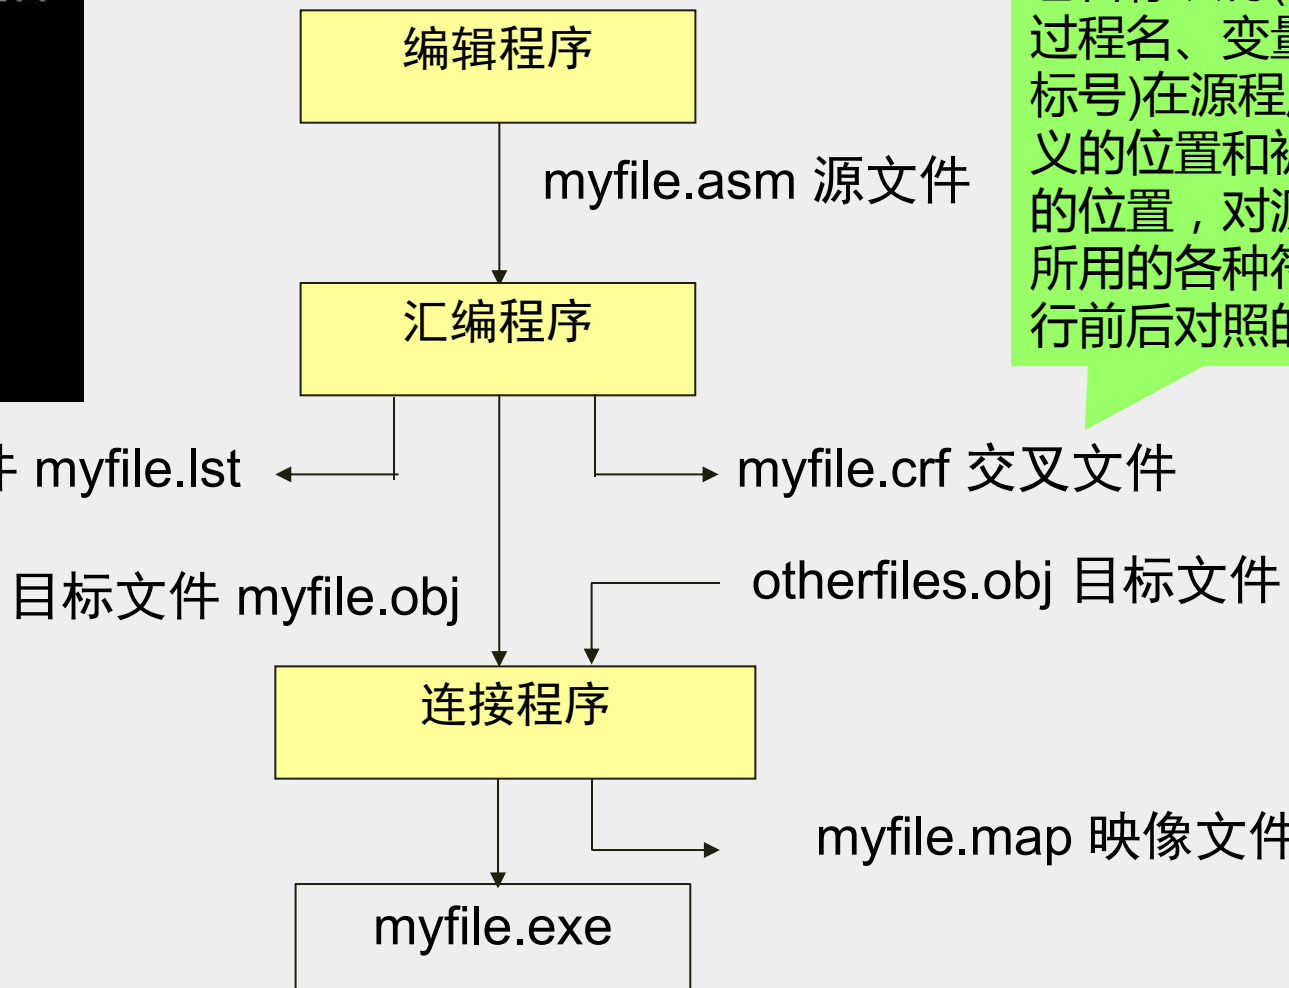 编辑程序
过程名、变
标号)在源程
义的位置和
的位置，对
所用的各种
行前后对照
myfile.asm 源文件
汇编程序
件 myfile.lst
myfile.crf 交叉文件
otherfiles.obj 目标文件
目标文件 myfile.obj
连接程序
myfile.map 映像文件
myfile.exe